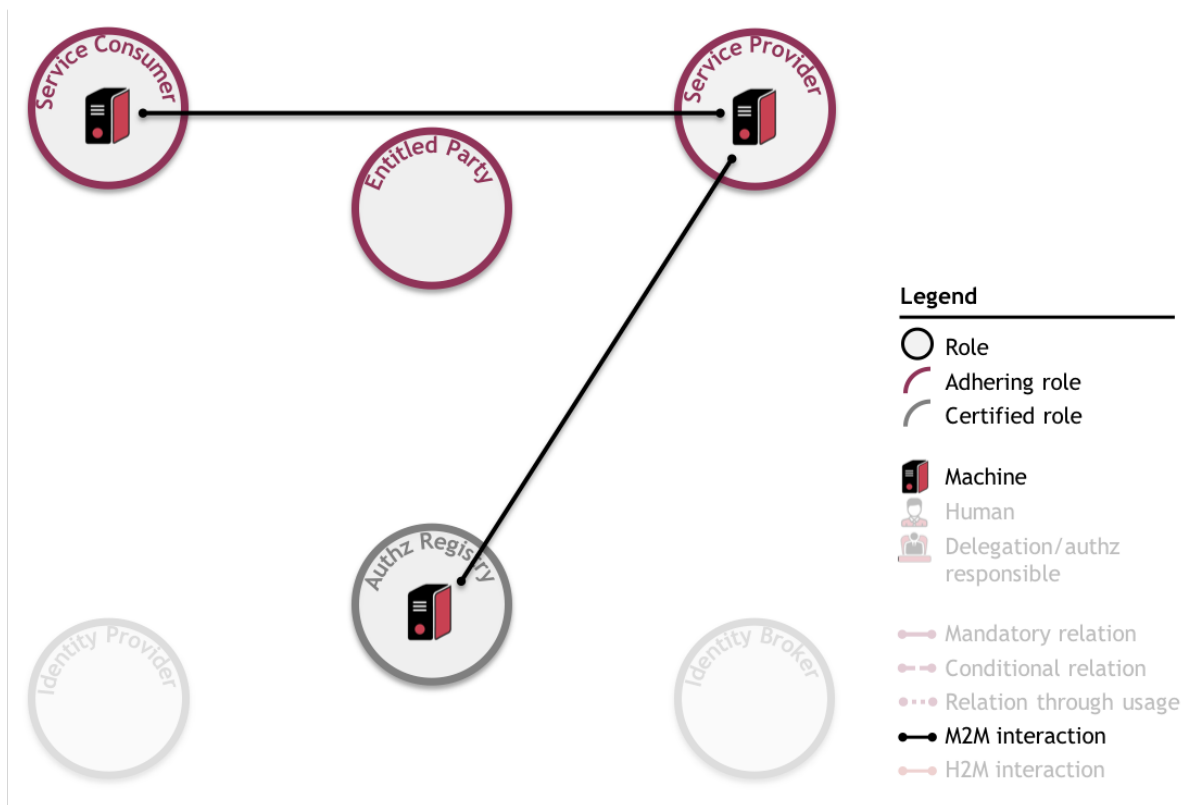 Service Consumer
Service Provider
Entitled Party
Authz Registry
Identity Provider
Identity Broker
Legend
Role
Adhering role
Certified role
Machine
Human
Delegation/authz
responsible
Mandatory relation
Conditional relation
Relation through usage
M2M interaction
H2M interaction